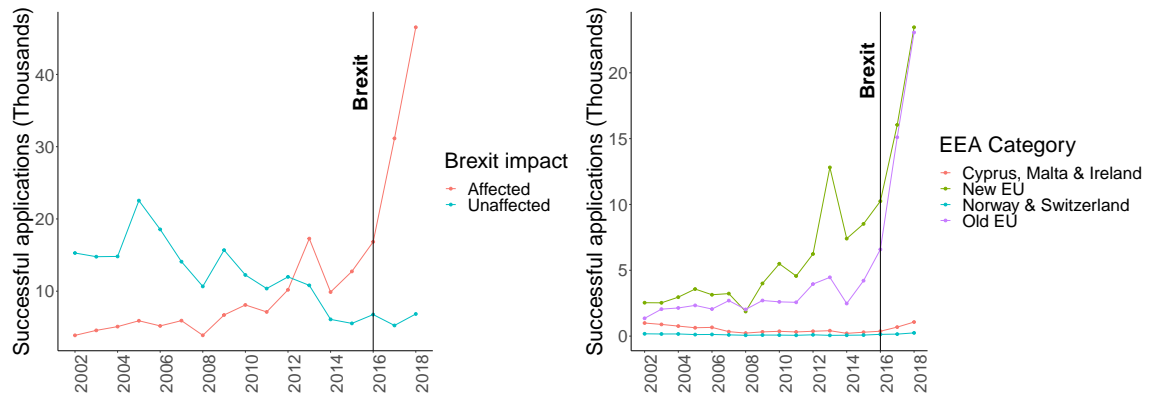 Successful applications (Thousands)
40
30
20
10
Brexit
2002
2004
2006
2008
2010
2012
2014
2016
2018
Brexit impact
Affected
Unaffected
Successful applications (Thousands)
20
15
10
5
0
Brexit
2002
2004
2006
2008
2010
2012
2014
2016
2018
EEA Category
Cyprus, Malta & Ireland
New EU
Norway & Switzerland
Old EU